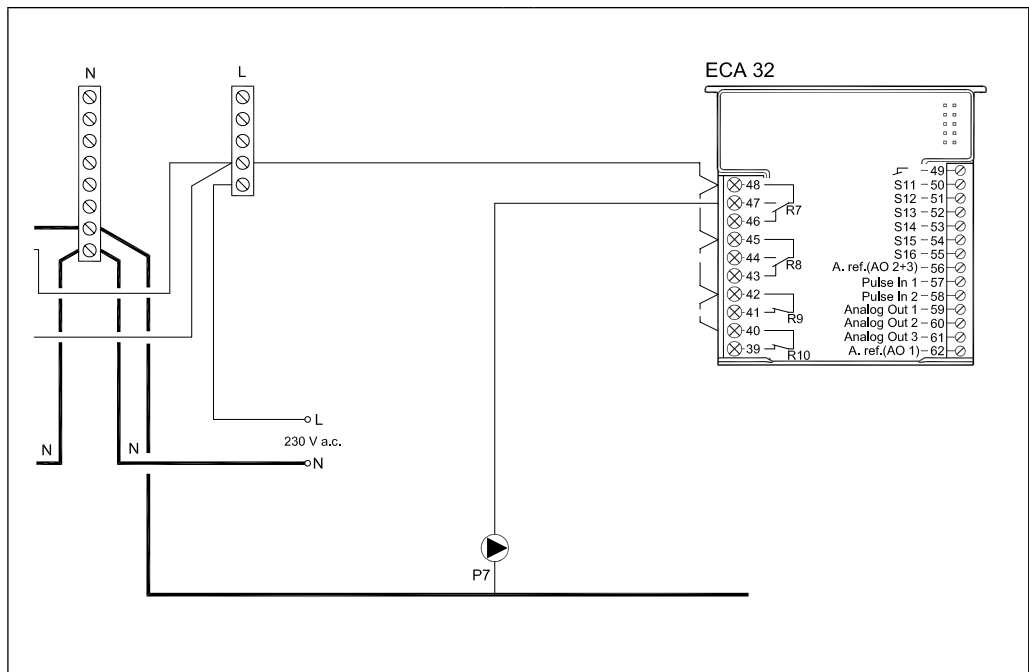 N
L
ECA 32
48
47
R7
46
45
44
R8
43
42
41
R9
40
39
R10
49
S11 – 50
S12 – 51
S13 – 52
S14 – 53
S15 – 54
S16 – 55
A. ref.(AO 2+3) – 56
Pulse In 1 – 57
Pulse In 2 – 58
Analog Out 1 – 59
Analog Out 2 – 60
Analog Out 3 – 61
A. ref.(AO 1) – 62
L
230 V a.c.
N
N
N
P7